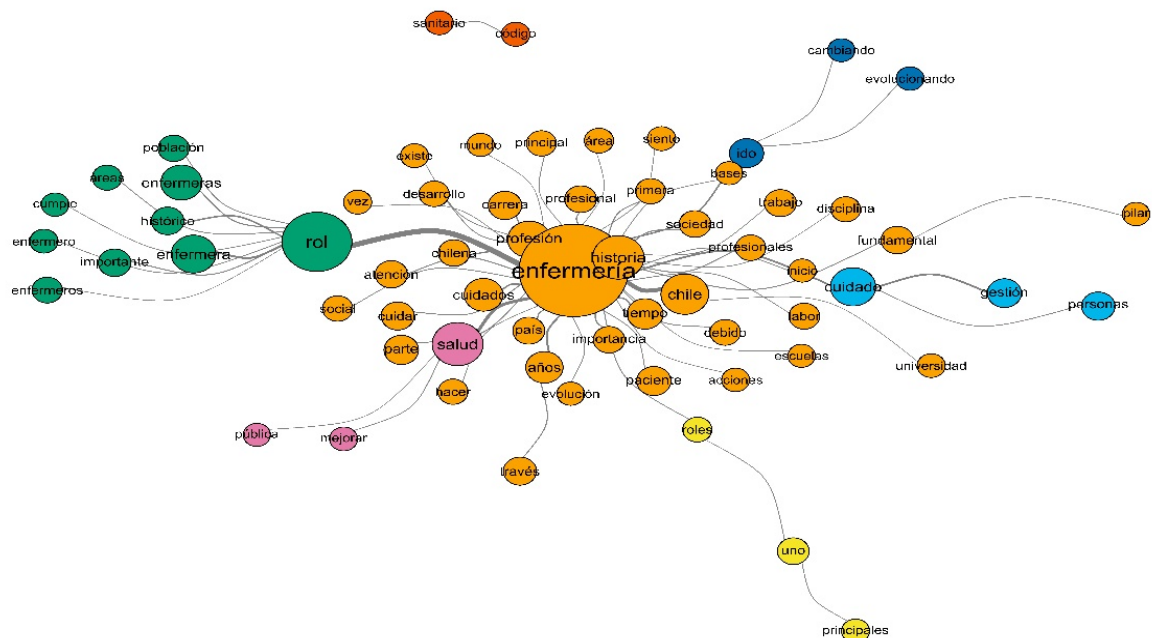 sanitario
código
cambiando
evolucionando
población
mundo
principal
área
siento
existe
ido
áreas
enfermeras
desarrollo
profesional
primera
bases
cumple
vez
carrera
trabajo
disciplina
histórico
sociedad
pilar
enfermero
rol
profesión
profesionales
fundamental
importante
enfermera
chilena
historia
enfermería
inicio
atención
cuidado
enfermeros
cuidados
chile
gestión
social
cuidar
tiempo
labor
personas
país
importancia
debido
parte
salud
escuelas
años
universidad
hacer
evolución
paciente
acciones
pública
mejorar
roles
través
uno
principales